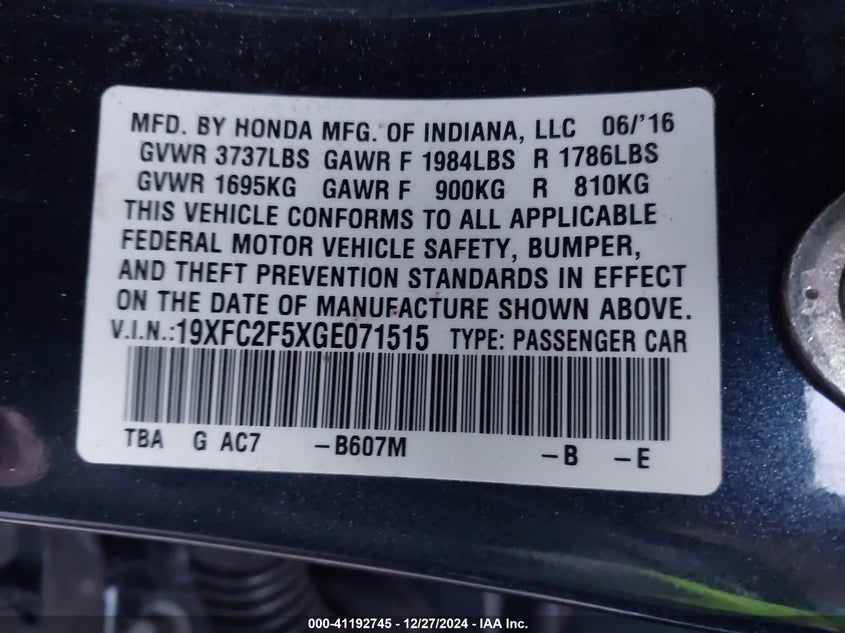 MFD. BY HONDA MFG. OF INDIANA, LLC 06/'16
GVWR 3737LBS GAWR F 1984LBS R 1786LBS
GVWR 1695KG GAWR F 900KG R 810KG
THIS VEHICLE CONFORMS TO ALL APPLICABLE
FEDERAL MOTOR VEHICLE SAFETY, BUMPER,
AND THEFT PREVENTION STANDARDS IN EFFECT
ON THE DATE OF MANUFACTURE SHOWN ABOVE.
V.I.N.:19XFC2F5XGE071515 TYPE: PASSENGER CAR
TBA G AC7 -B607M -B -E
000-41192745 - 12/27/2024 - IAA Inc.